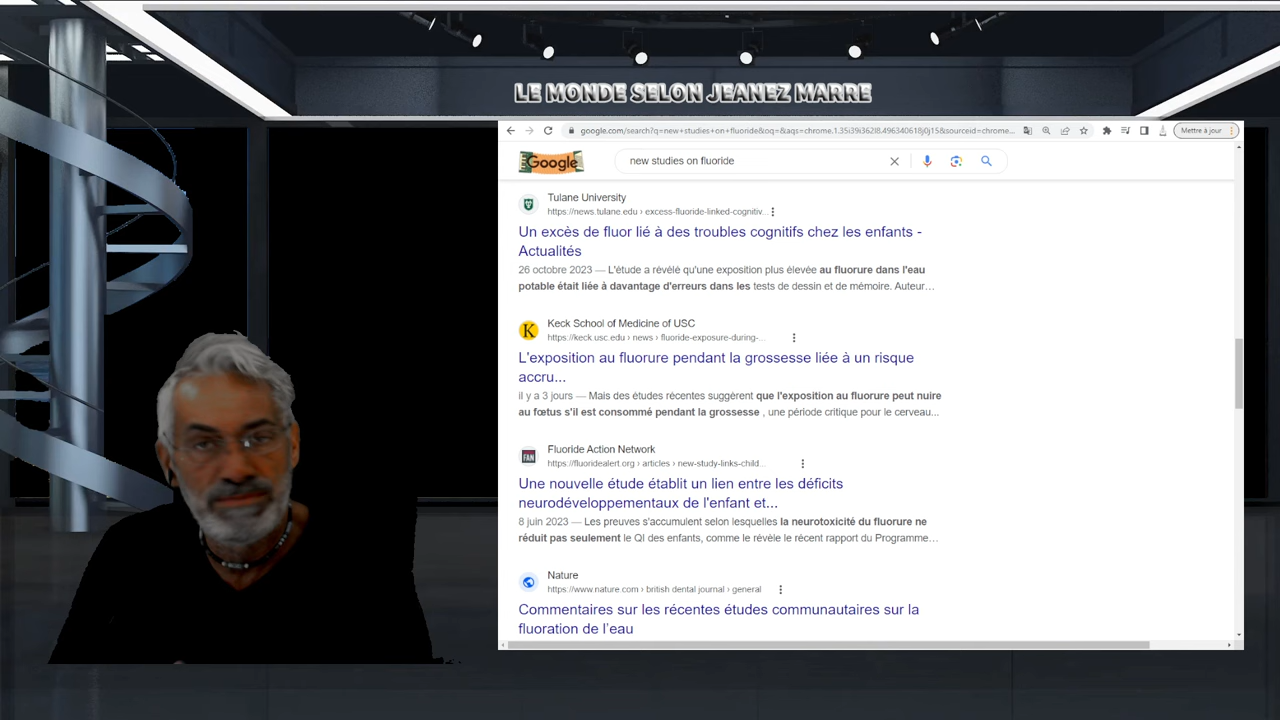 LE MONDE SELON JEANEZ MARRE
google.com/search?q=new+studies+on+fluoride&oq=&aqs=chrome.1.35i39i362l8.496340618j0j15&sourceid=chrome...
Mettre à jour
Google
new studies on fluoride
Tulane University
https://news.tulane.edu › excess-fluoride-linked-cognitiv...
Un excès de fluor lié à des troubles cognitifs chez les enfants -
Actualités
26 octobre 2023 — L'étude a révélé qu'une exposition plus élevée au fluorure dans l'eau
potable était liée à davantage d'erreurs dans les tests de dessin et de mémoire. Auteur…
K
Keck School of Medicine of USC
https://keck.usc.edu › news › fluoride-exposure-during-...
L'exposition au fluorure pendant la grossesse liée à un risque
accru...
il y a 3 jours — Mais des études récentes suggèrent que l'exposition au fluorure peut nuire
au fœtus s'il est consommé pendant la grossesse , une période critique pour le cerveau...
FAN
Fluoride Action Network
https://fluoridealert.org › articles › new-study-links-child...
Une nouvelle étude établit un lien entre les déficits
neurodéveloppementaux de l'enfant et...
8 juin 2023 — Les preuves s'accumulent selon lesquelles la neurotoxicité du fluorure ne
réduit pas seulement le QI des enfants, comme le révèle le récent rapport du Programme…
Nature
https://www.nature.com › british dental journal › general
Commentaires sur les récentes études communautaires sur la
fluoration de l'eau